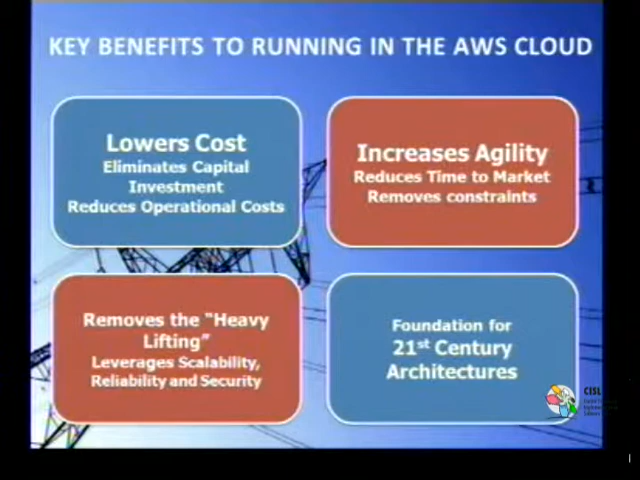 KEY BENEFITS TO RUNNING IN THE AWS CLOUD
Lowers Cost
Eliminates Capital
Investment
Reduces Operational Costs
Increases Agility
Reduces Time to Market
Removes constraints
Removes the “Heavy
Lifting”
Leverages Scalability,
Reliability and Security
Foundation for
21st Century
Architectures
CISL